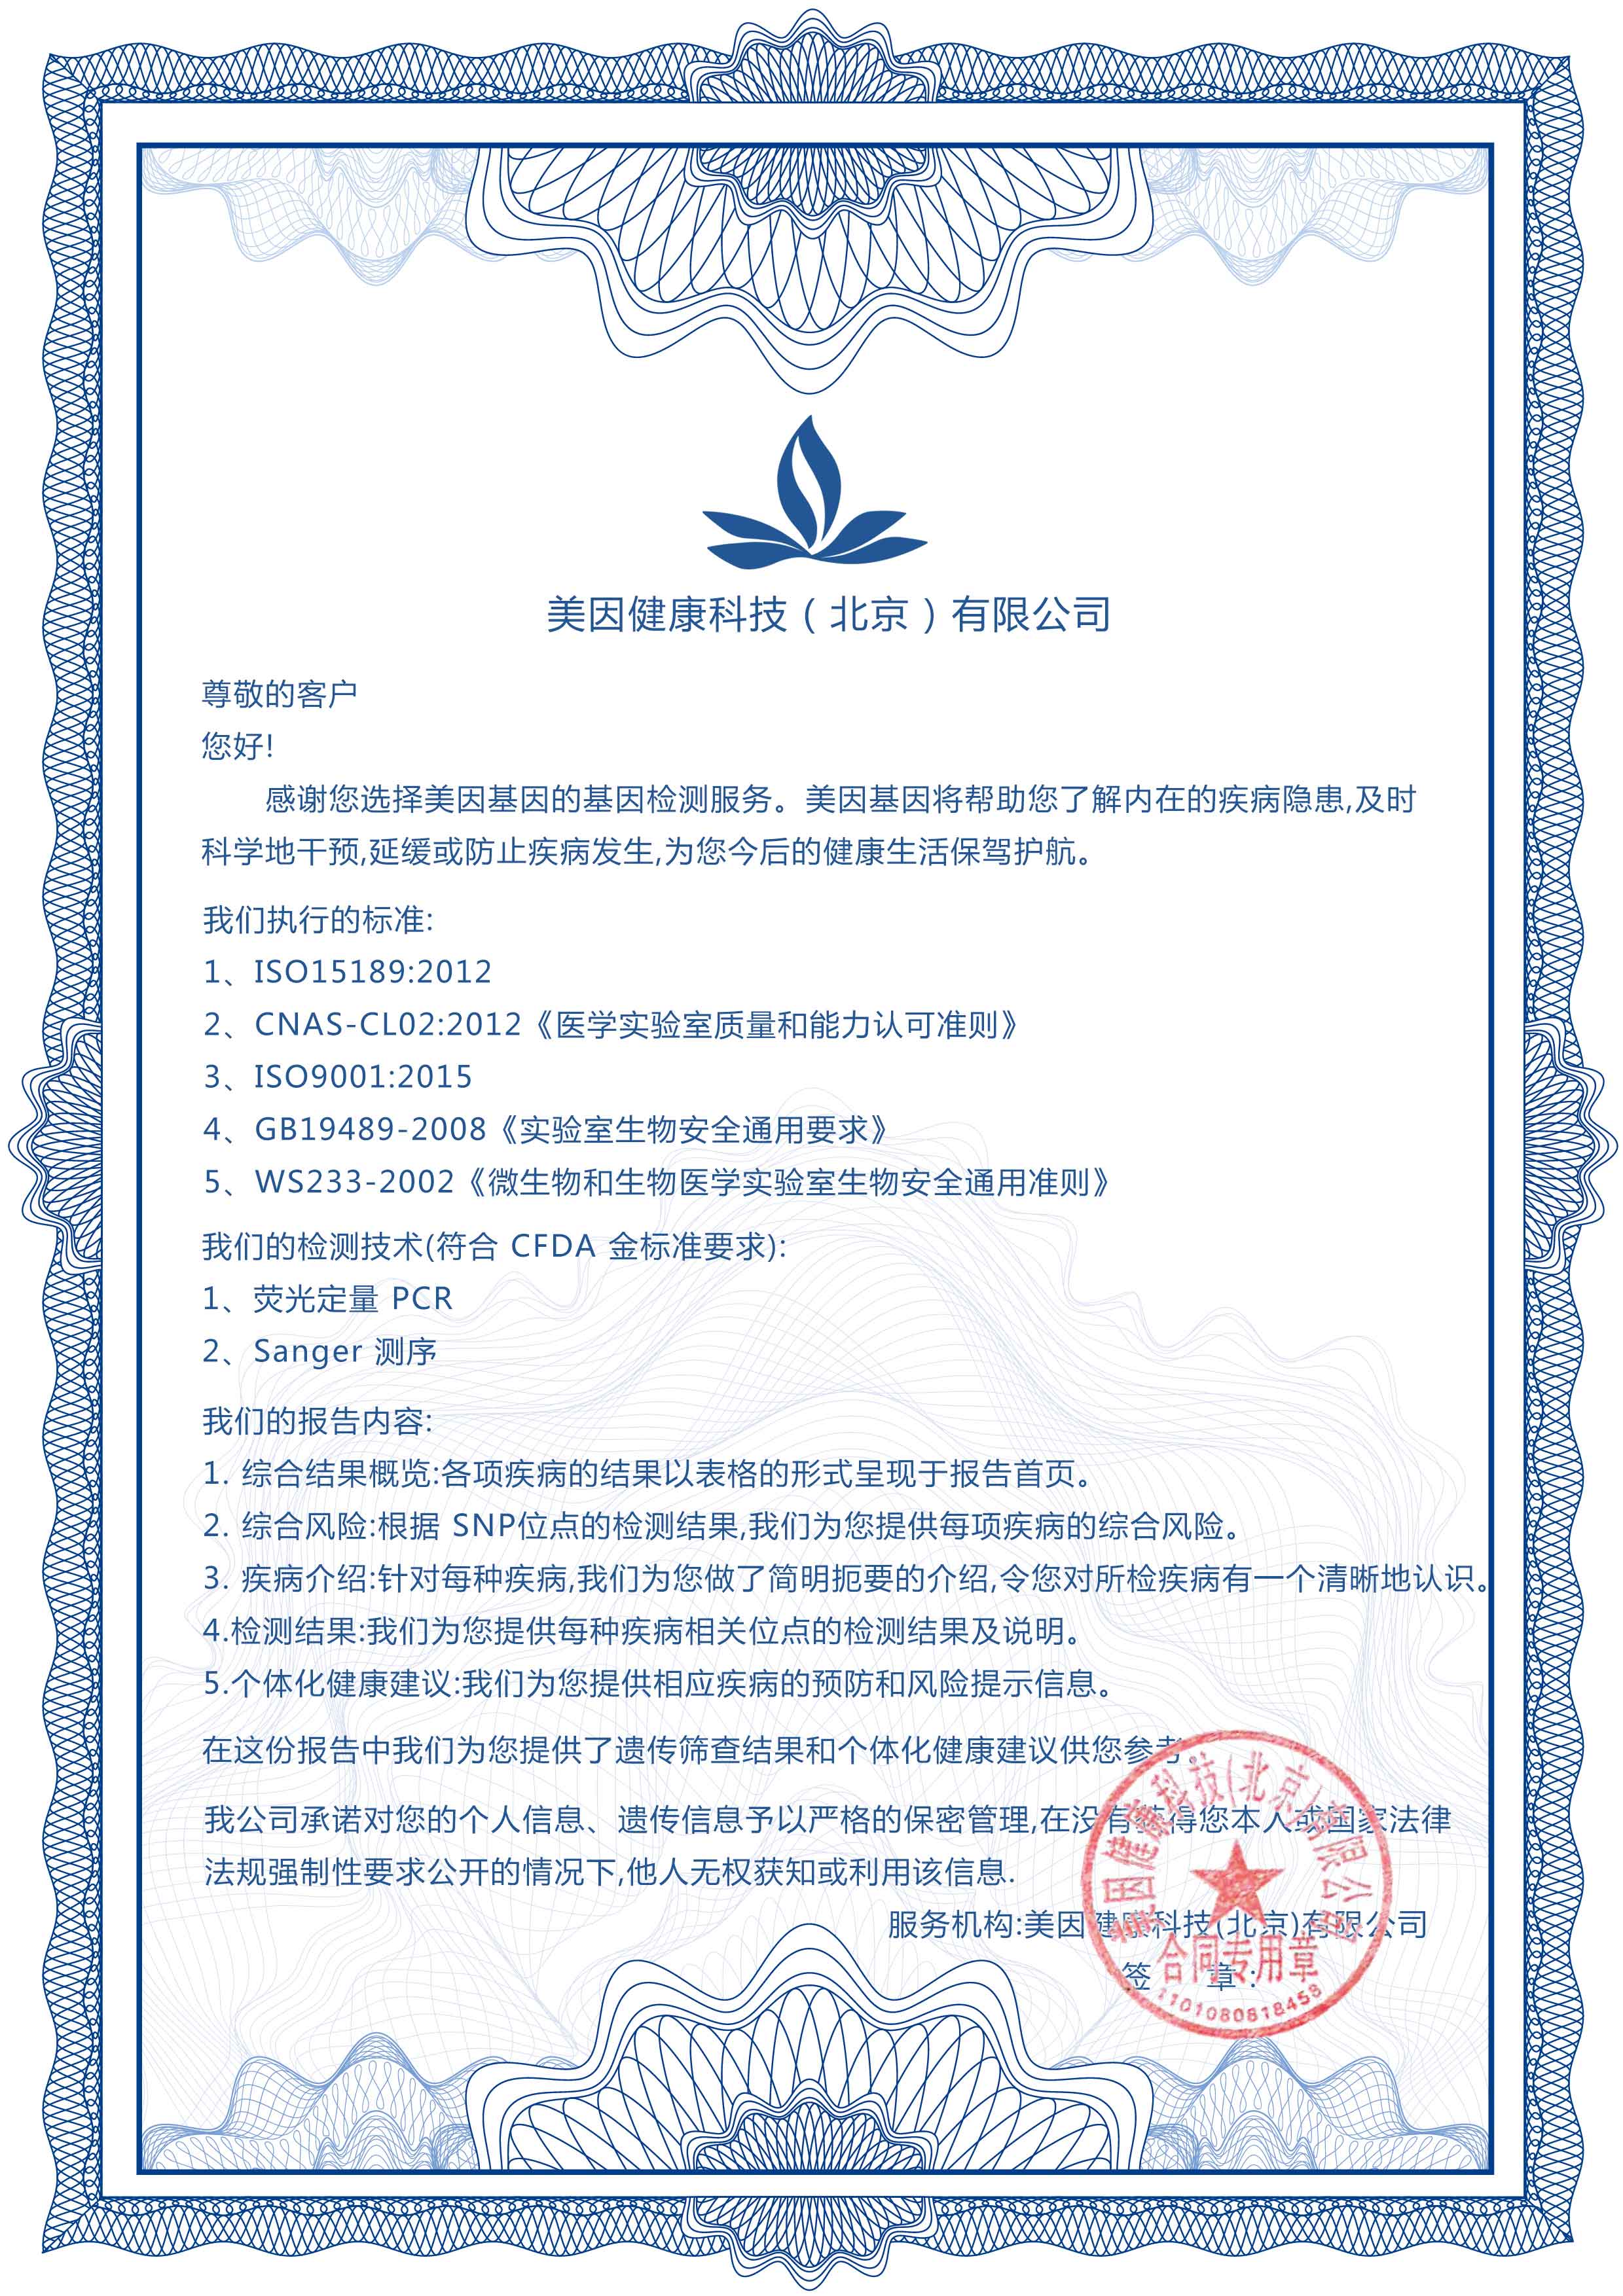 美因健康科技（北京）有限公司
尊敬的客户
您好!
感谢您选择美因基因的基因检测服务。美因基因将帮助您了解内在的疾病隐患,及时
科学地干预,延缓或防止疾病发生,为您今后的健康生活保驾护航。
我们执行的标准:
1、ISO15189:2012
2、CNAS-CL02:2012《医学实验室质量和能力认可准则》
3、ISO9001:2015
4、GB19489-2008《实验室生物安全通用要求》
5、WS233-2002《微生物和生物医学实验室生物安全通用准则》
我们的检测技术(符合 CFDA 金标准要求):
1、荧光定量 PCR
2、Sanger 测序
我们的报告内容:
1. 综合结果概览:各项疾病的结果以表格的形式呈现于报告首页。
2. 综合风险:根据 SNP位点的检测结果,我们为您提供每项疾病的综合风险。
3. 疾病介绍:针对每种疾病,我们为您做了简明扼要的介绍,令您对所检疾病有一个清晰地认识。
4.检测结果:我们为您提供每种疾病相关位点的检测结果及说明。
5.个体化健康建议:我们为您提供相应疾病的预防和风险提示信息。
在这份报告中我们为您提供了遗传筛查结果和个体化健康建议供您参考。
我公司承诺对您的个人信息、遗传信息予以严格的保密管理,在没有获得您本人或国家法律
法规强制性要求公开的情况下,他人无权获知或利用该信息.
服务机构:美因健康科技(北京)有限公司
签 章：
美因健康科技(北京)有限公司
合同专用章
1101080818458